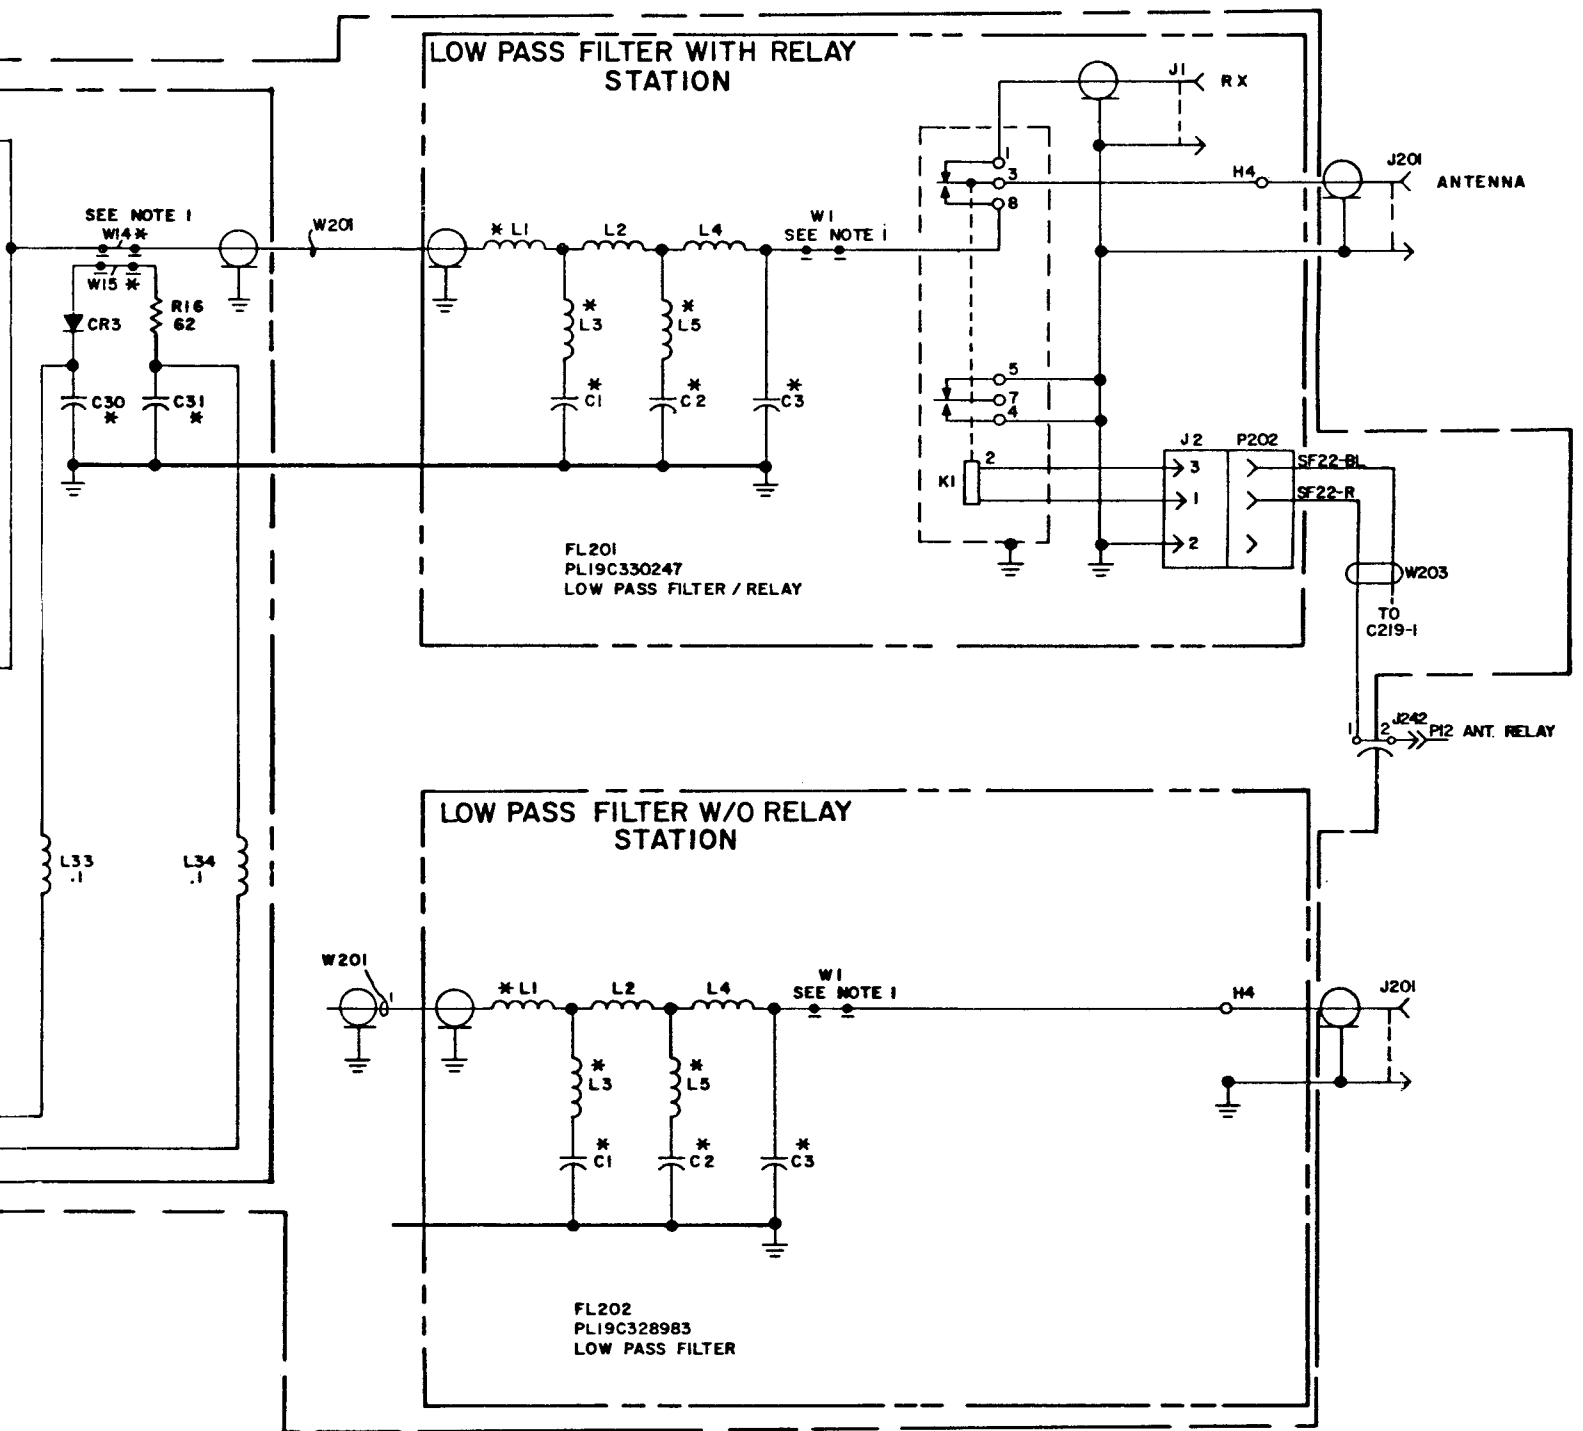 LOW PASS FILTER WITH RELAY
STATION
J1
RX
1
3
8
H4
J201
ANTENNA
SEE NOTE 1
W14 *
W15 *
W201
* L1
L2
L4
W1
SEE NOTE 1
CR3
R16
62
*
L3
*
L5
C30
*
C31
*
*
C1
*
C2
*
C3
5
7
4
J2
P202
K1
2
3
1
2
SF22-BL
SF22-R
W203
TO
C219-1
FL201
PL19C330247
LOW PASS FILTER / RELAY
1
2
J242
P12 ANT. RELAY
LOW PASS FILTER W/O RELAY
STATION
L33
.1
L34
.1
W201
1
* L1
L2
L4
W1
SEE NOTE 1
H4
J201
*
L3
*
L5
*
C1
*
C2
*
C3
FL202
PL19C328983
LOW PASS FILTER